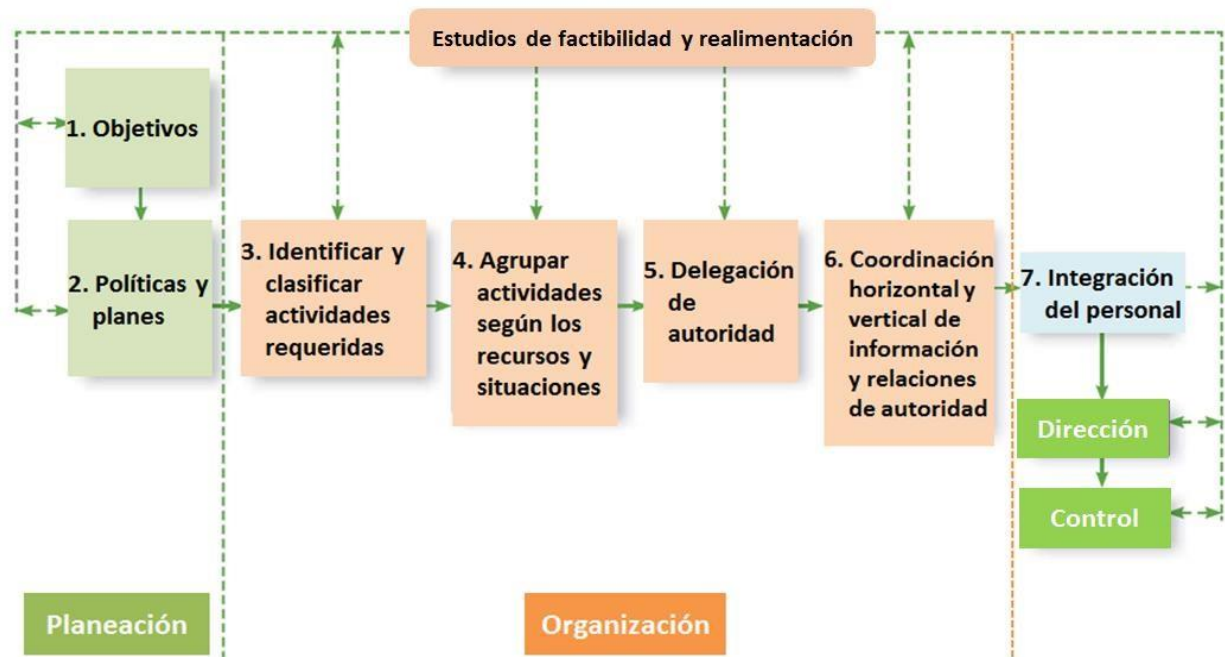 Estudios de factibilidad y realimentación
1. Objetivos
2. Políticas y
planes
3. Identificar y
clasificar
actividades
requeridas
4. Agrupar
actividades
según los
recursos y
situaciones
5. Delegación
de
autoridad
6. Coordinación
horizontal y
vertical de
información
y relaciones
de autoridad
7. Integración
del personal
Dirección
Control
Planeación
Organización